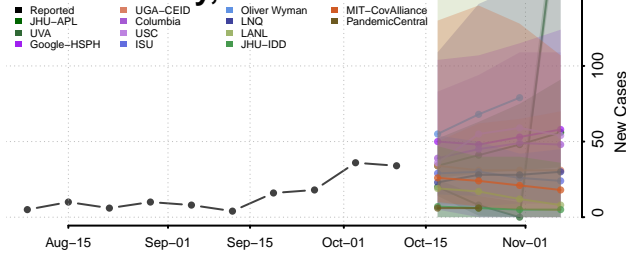 y,
Reported UGA−CEID Oliver Wyman MIT−CovAlliance
JHU−APL Columbia LNQ PandemicCentral
UVA USC LANL
Google−HSPH ISU JHU−IDD
100
50
0
New Cases
Aug−15 Sep−01 Sep−15 Oct−01 Oct−15 Nov−01